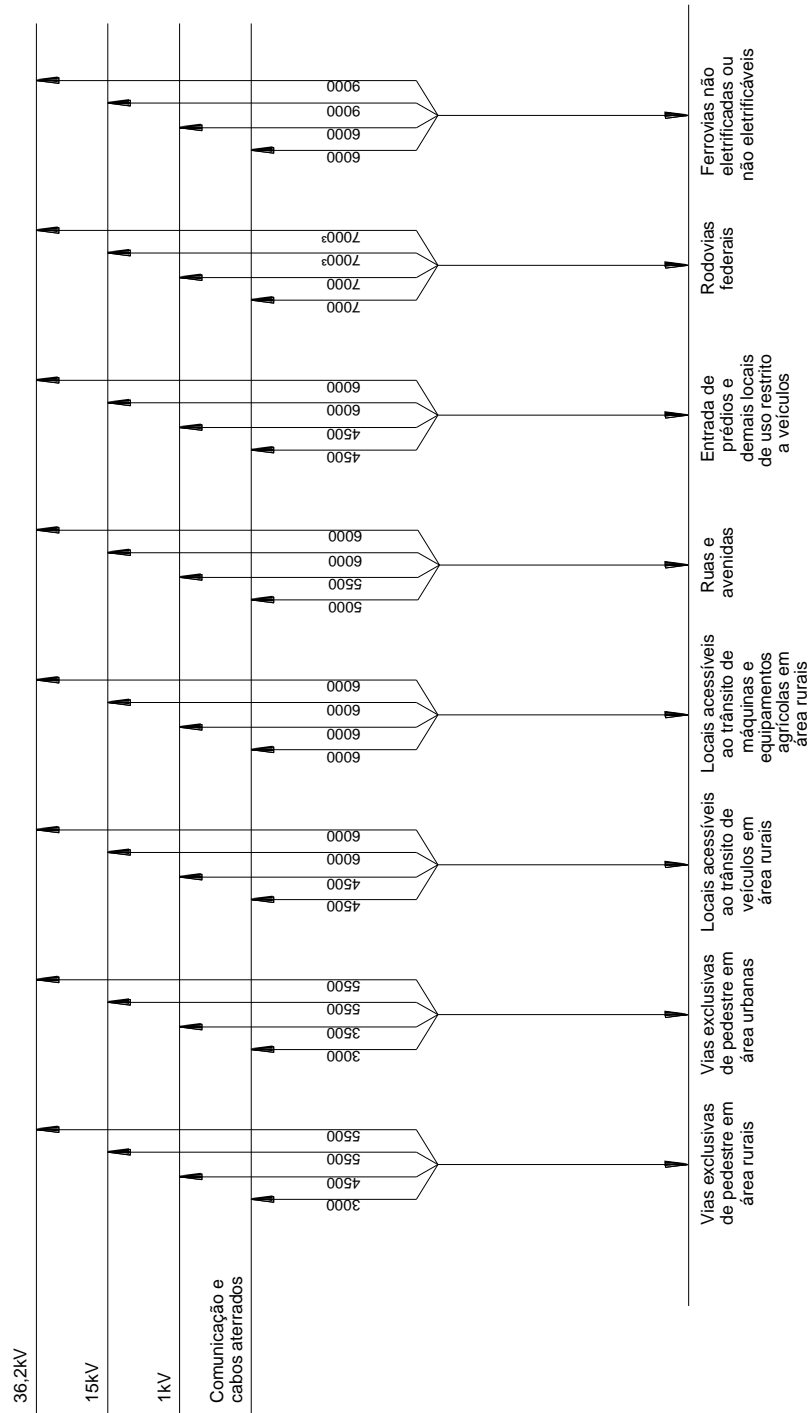 36,2kV
15kV
1kV
Comunicação e
cabos aterrados
3000
4500
5500
5500
Vias exclusivas
de pedestre em
área rurais
3000
3500
5500
5500
Vias exclusivas
de pedestre em
área urbanas
4500
4500
6000
6000
Locais acessíveis
ao trânsito de
veículos em
área rurais
6000
6000
6000
6000
Locais acessíveis
ao trânsito de
máquinas e
equipamentos
agrícolas em
área rurais
5000
5500
6000
6000
Ruas e
avenidas
4500
4500
6000
6000
Entrada de
prédios e
demais locais
de uso restrito
a veículos
7000
7000
7000³
7000³
Rodovias
federais
6000
6000
9000
9000
Ferrovias não
eletrificadas ou
não eletrificáveis